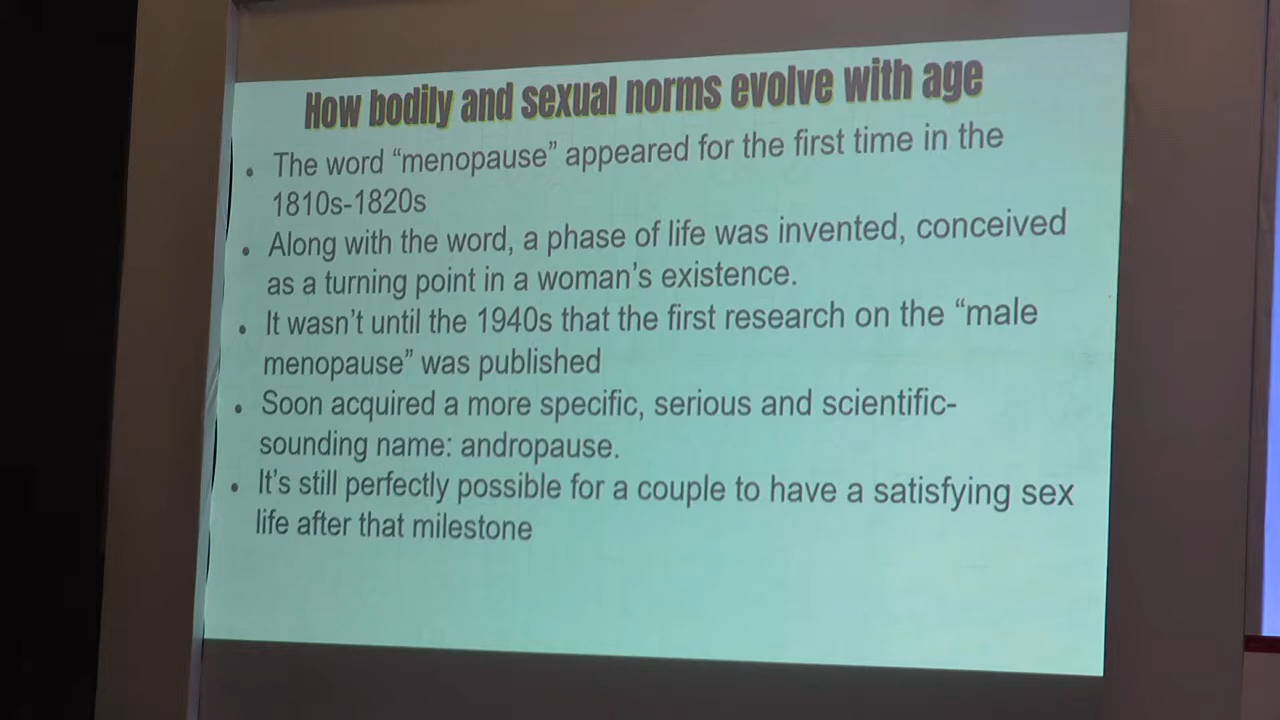 How bodily and sexual norms evolve with age
• The word “menopause” appeared for the first time in the
1810s-1820s
• Along with the word, a phase of life was invented, conceived
as a turning point in a woman’s existence.
• It wasn’t until the 1940s that the first research on the “male
menopause” was published
• Soon acquired a more specific, serious and scientific-
sounding name: andropause.
• It’s still perfectly possible for a couple to have a satisfying sex
life after that milestone